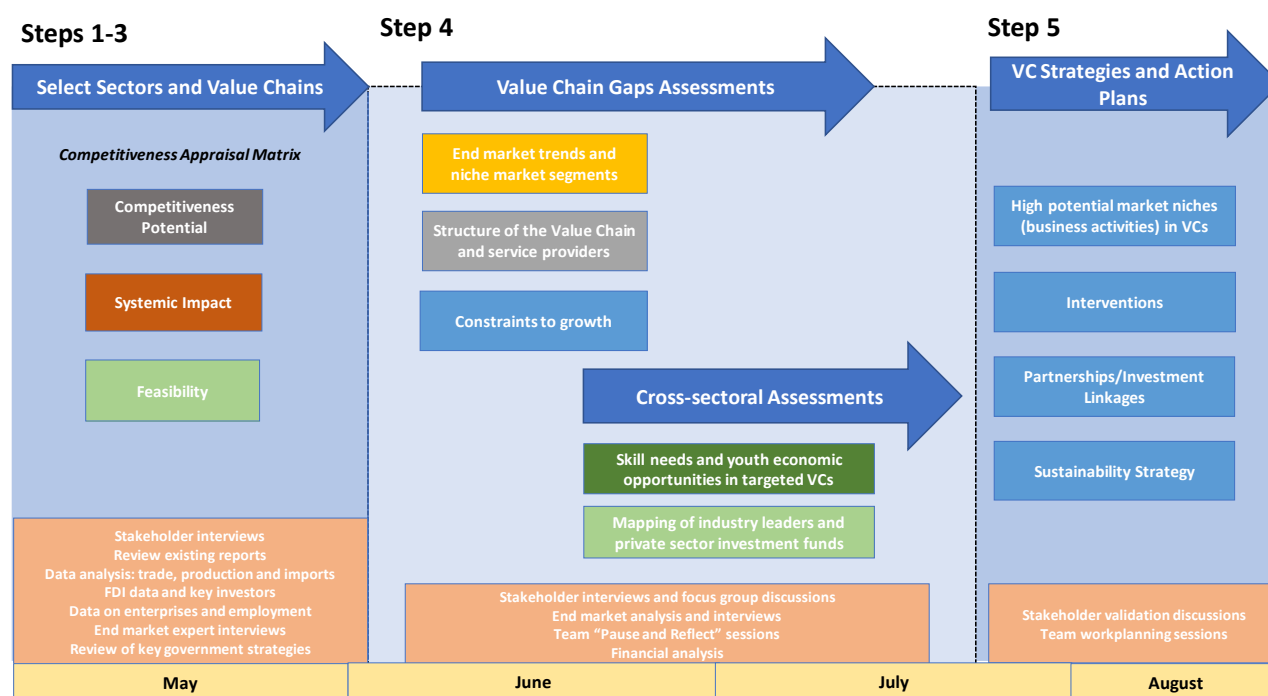 Steps 1-3
Select Sectors and Value Chains
Competitiveness Appraisal Matrix
Competitiveness
Potential
Systemic Impact
Feasibility
Stakeholder interviews
Review existing reports
Data analysis: trade, production and imports
FDI data and key investors
Data on enterprises and employment
End market expert interviews
Review of key government strategies
Step 4
Value Chain Gaps Assessments
End market trends and
niche market segments
Structure of the Value Chain
and service providers
Constraints to growth
Cross-sectoral Assessments
Skill needs and youth economic
opportunities in targeted VCs
Mapping of industry leaders and
private sector investment funds
Stakeholder interviews and focus group discussions
End market analysis and interviews
Team “Pause and Reflect” sessions
Financial analysis
Step 5
VC Strategies and Action
Plans
High potential market niches
(business activities) in VCs
Interventions
Partnerships/Investment
Linkages
Sustainability Strategy
Stakeholder validation discussions
Team workplanning sessions
May
June
July
August